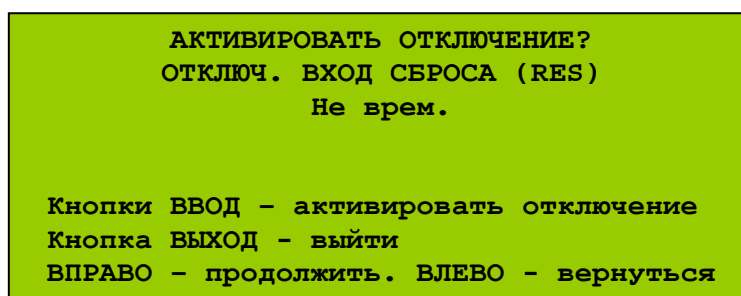 АКТИВИРОВАТЬ ОТКЛЮЧЕНИЕ?
ОТКЛЮЧ. ВХОД СБРОСА (RES)
Не врем.
Кнопки ВВОД – активировать отключение
Кнопка ВЫХОД - выйти
ВПРАВО – продолжить. ВЛЕВО - вернуться